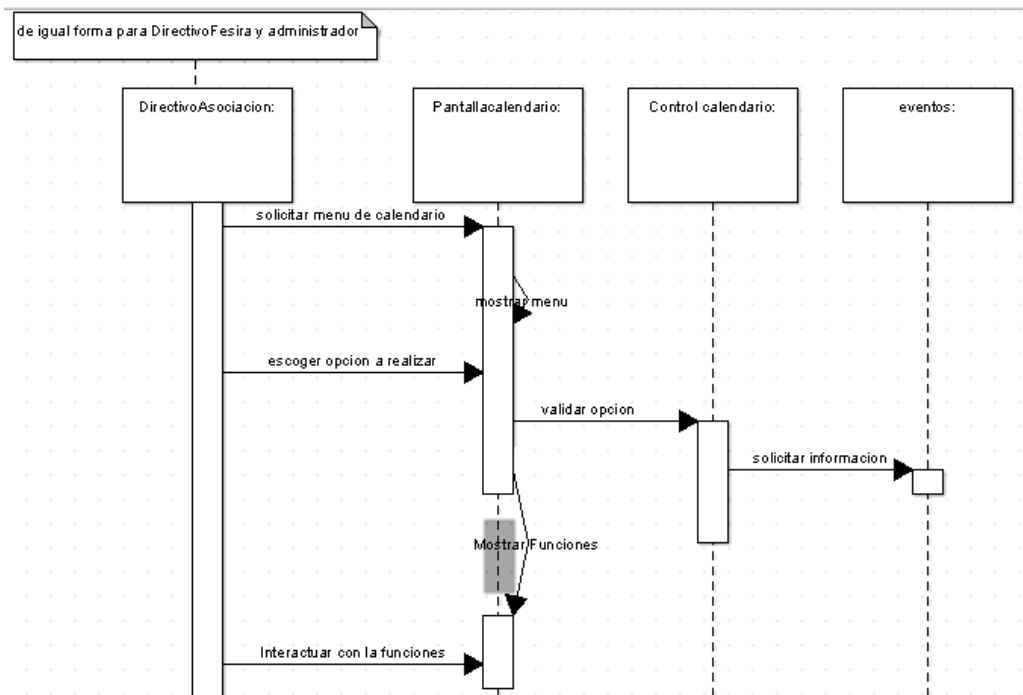 de igual forma para DirectivoFesira y administrador
DirectivoAsociacion:
Pantallacalendario:
Control calendario:
eventos:
solicitar menu de calendario
mostrar menu
escoger opcion a realizar
validar opcion
solicitar informacion
Mostrar Funciones
Interactuar con la funciones